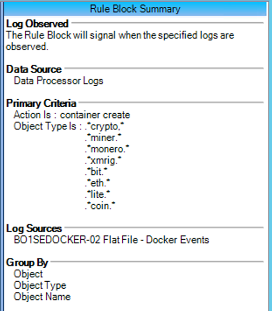 Rule Block Summary
Log Observed
The Rule Block will signal when the specified logs are
observed.
Data Source
Data Processor Logs
Primary Criteria
Action Is : container create
Object Type Is : .*crypto,*
.*miner.*
.*monero.*
.*xmrig.*
.*bit.*
.*eth.*
.*lite.*
.*coin.*
Log Sources
BO1SEDOCKER-02 Flat File - Docker Events
Group By
Object
Object Type
Object Name